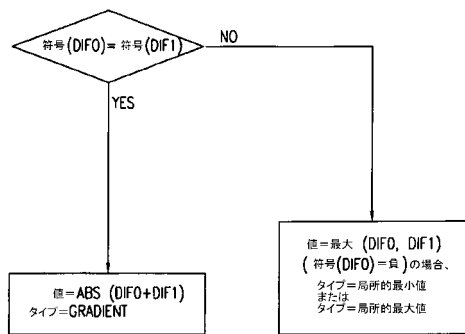 符号(DIF0)=符号(DIF1)
NO
YES
値=最大 (DIF0, DIF1)
( 符号(DIF0)=負 ) の場合、
タイプ=局所的最小値
または
タイプ=局所的最大値
値=ABS (DIF0+DIF1)
タイプ=GRADIENT